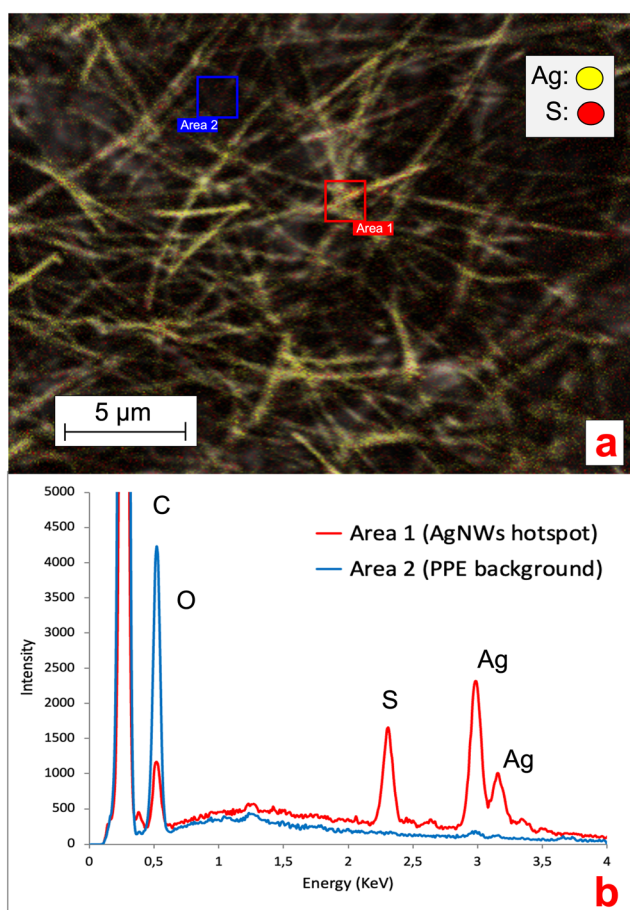 Ag:
S:
Area 2
Area 1
5 μm
a
5000
4500
4000
3500
3000
2500
2000
1500
1000
500
0
Intensity
C
O
Area 1 (AgNWs hotspot)
Area 2 (PPE background)
S
Ag
Ag
0
0,5
1
1,5
2
2,5
3
3,5
4
Energy (KeV)
b